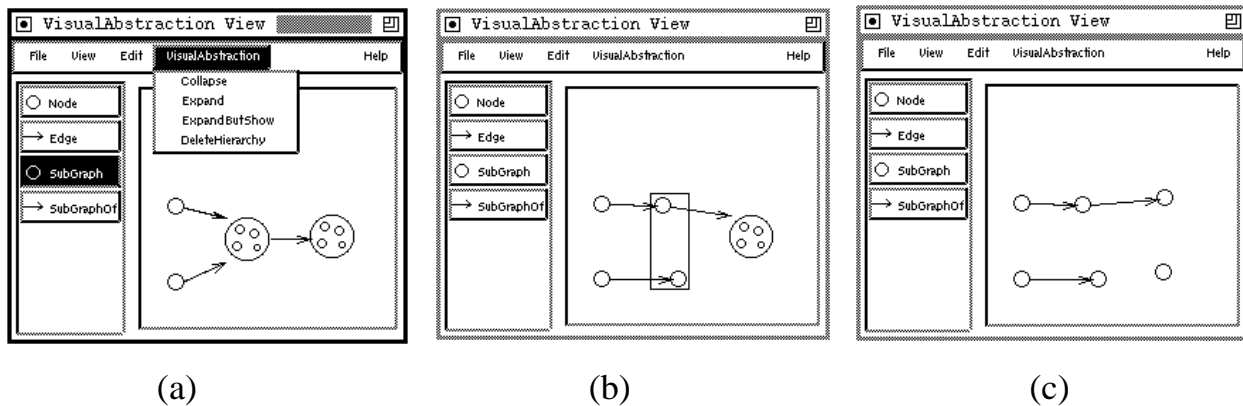 VisualAbstraction View
File View Edit VisualAbstraction Help
Collapse
Expand
ExpandButShow
DeleteHierarchy
Node
Edge
SubGraph
SubGraphOf
VisualAbstraction View
File View Edit VisualAbstraction Help
Node
Edge
SubGraph
SubGraphOf
VisualAbstraction View
File View Edit VisualAbstraction Help
Node
Edge
SubGraph
SubGraphOf
(a) (b) (c)